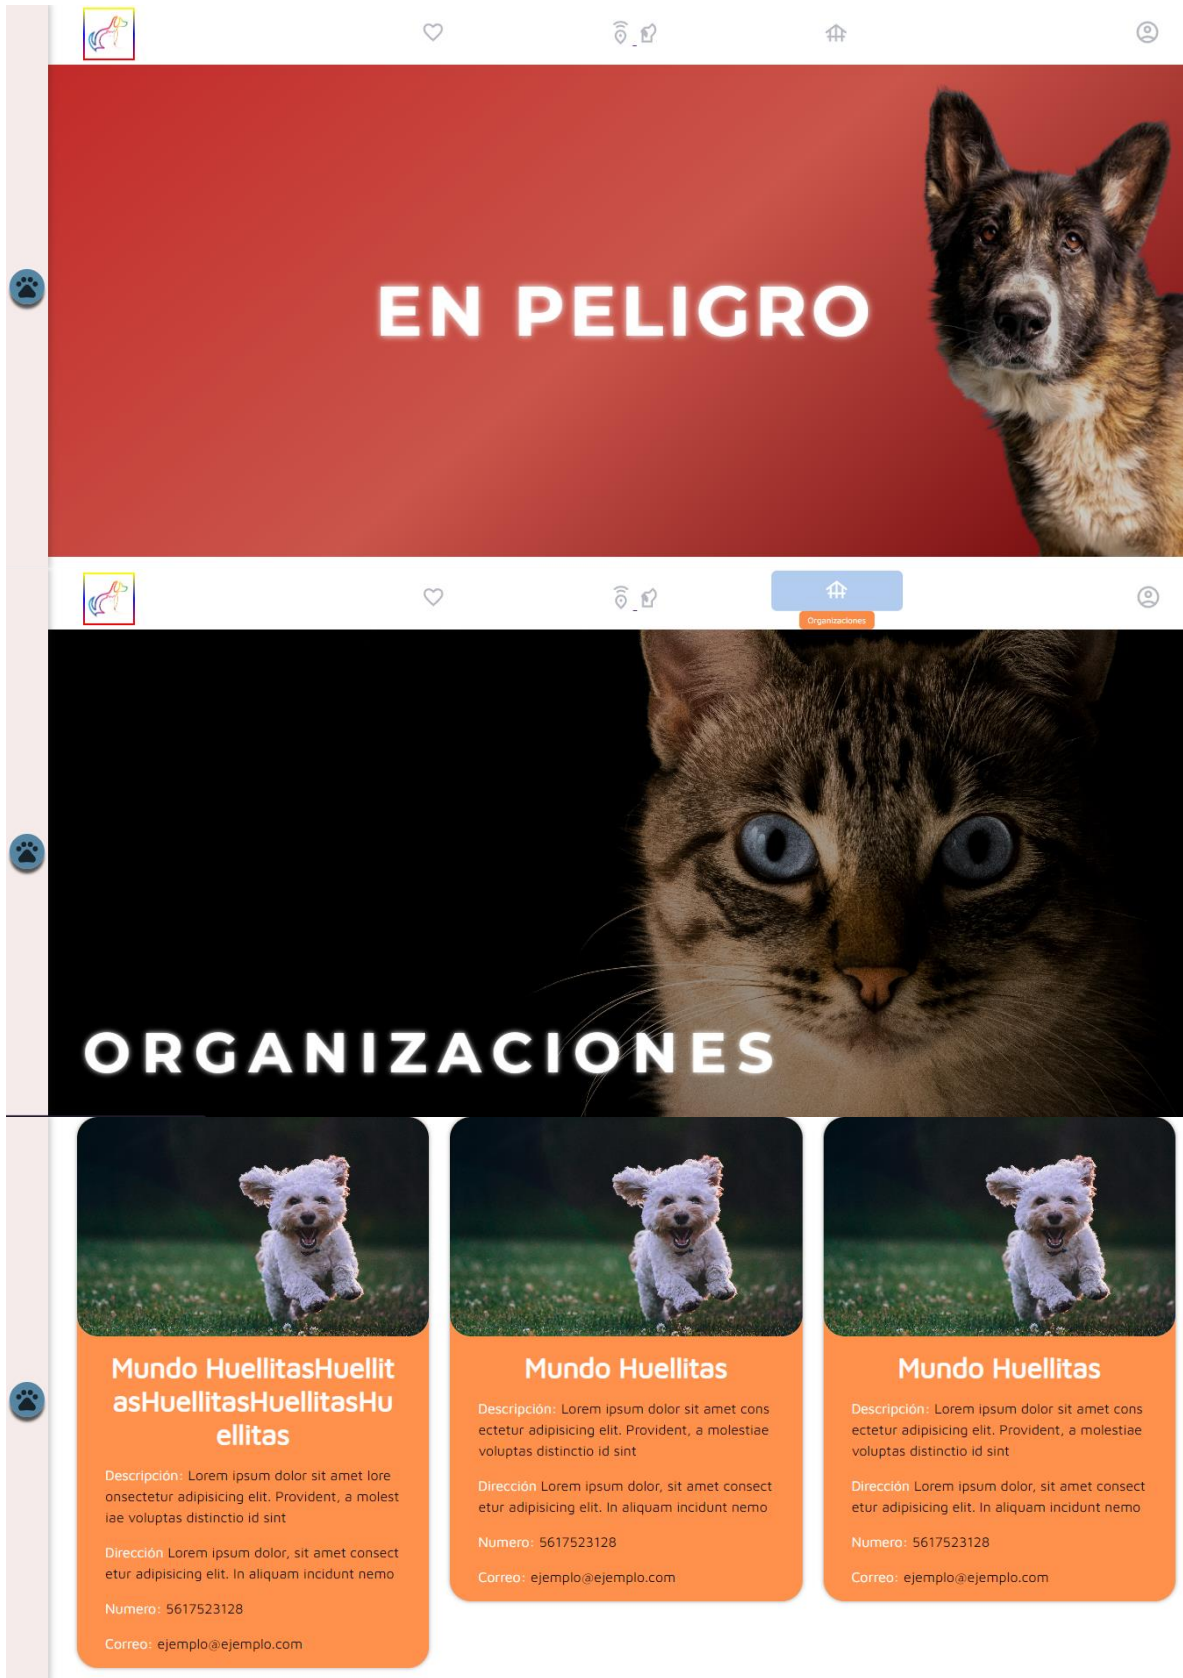 EN PELIGRO
Organizaciones
ORGANIZACIONES
Mundo HuellitasHuellit
asHuellitasHuellitasHu
ellitas
Descripción: Lorem ipsum dolor sit amet lore
onsectetur adipisicing elit. Provident, a molest
iae voluptas distinctio id sint
Dirección Lorem ipsum dolor, sit amet consect
etur adipisicing elit. In aliquam incidunt nemo
Numero: 5617523128
Correo: ejemplo@ejemplo.com
Mundo Huellitas
Descripción: Lorem ipsum dolor sit amet cons
ectetur adipisicing elit. Provident, a molestiae
voluptas distinctio id sint
Dirección Lorem ipsum dolor, sit amet consect
etur adipisicing elit. In aliquam incidunt nemo
Numero: 5617523128
Correo: ejemplo@ejemplo.com
Mundo Huellitas
Descripción: Lorem ipsum dolor sit amet cons
ectetur adipisicing elit. Provident, a molestiae
voluptas distinctio id sint
Dirección Lorem ipsum dolor, sit amet consect
etur adipisicing elit. In aliquam incidunt nemo
Numero: 5617523128
Correo: ejemplo@ejemplo.com